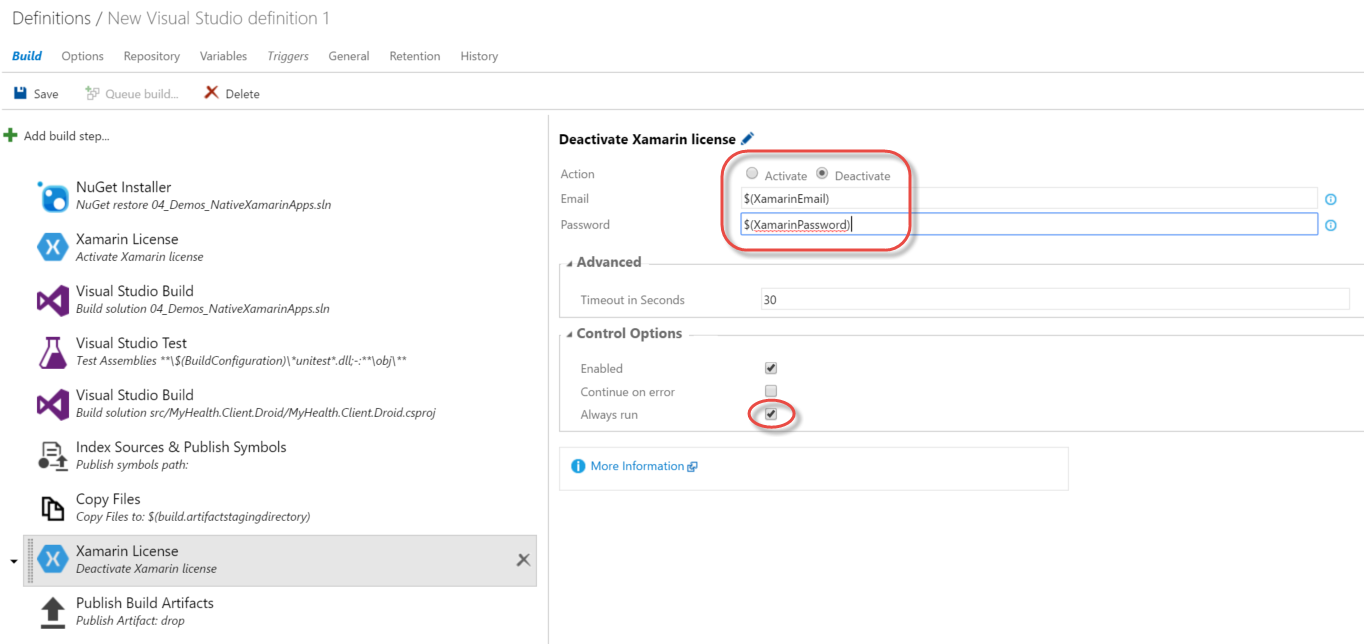 Definitions / New Visual Studio definition 1
Build Options Repository Variables Triggers General Retention History
Save Queue build... Delete
Add build step...
NuGet Installer
NuGet restore 04_Demos_NativeXamarinApps.sln
Xamarin License
Activate Xamarin license
Visual Studio Build
Build solution 04_Demos_NativeXamarinApps.sln
Visual Studio Test
Test Assemblies **\$(BuildConfiguration)\*unitest*.dll;-:**\obj\**
Visual Studio Build
Build solution src/MyHealth.Client.Droid/MyHealth.Client.Droid.csproj
Index Sources & Publish Symbols
Publish symbols path:
Copy Files
Copy Files to: $(build.artifactstagingdirectory)
Xamarin License
Deactivate Xamarin license
Publish Build Artifacts
Publish Artifact: drop
Deactivate Xamarin license
Action Activate Deactivate
Email $(XamarinEmail)
Password $(XamarinPassword)
Advanced
Timeout in Seconds 30
Control Options
Enabled
Continue on error
Always run
More Information